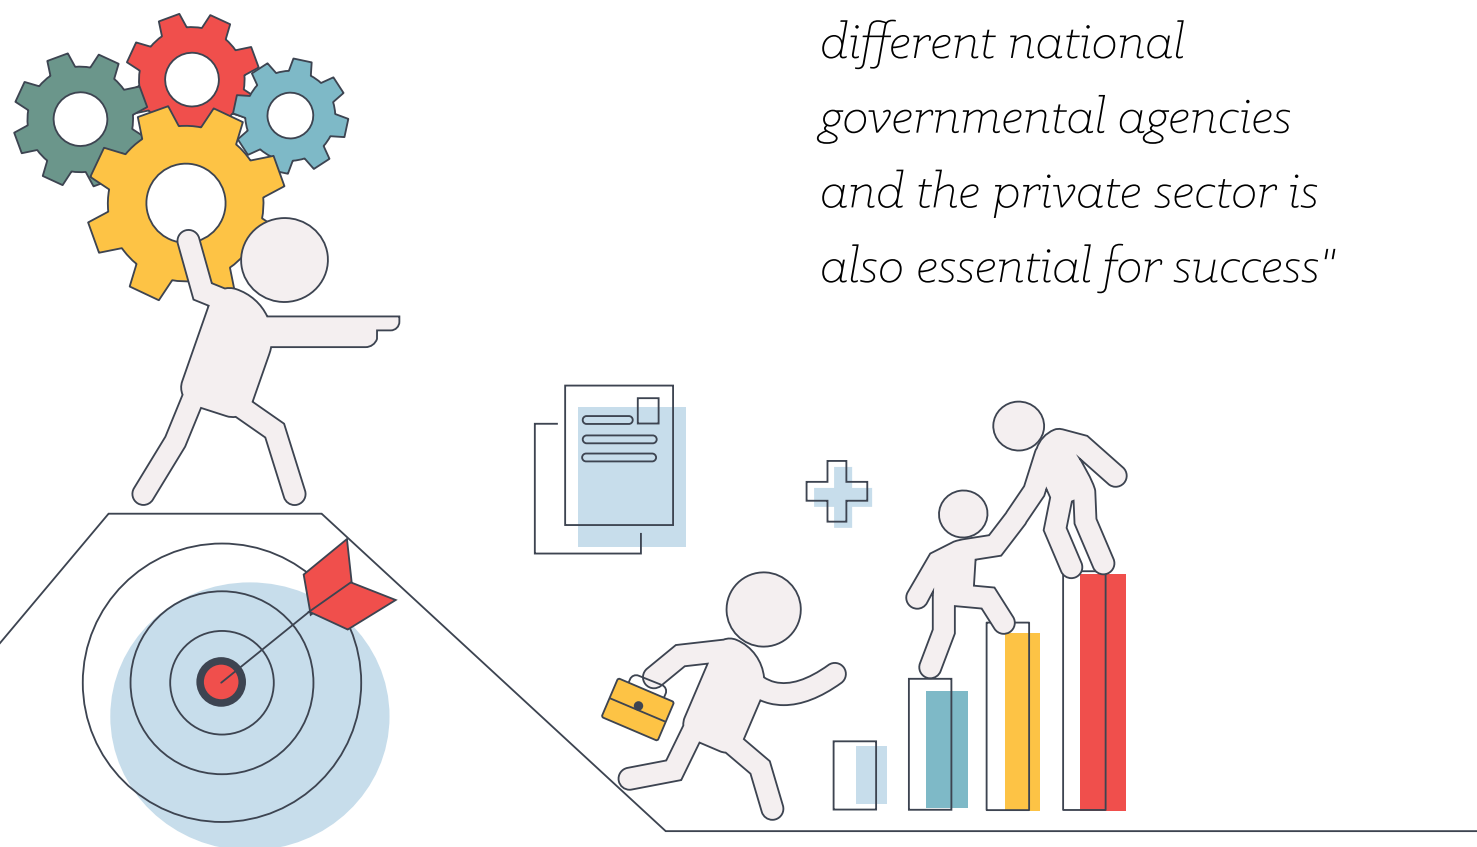 different national
governmental agencies
and the private sector is
also essential for success"